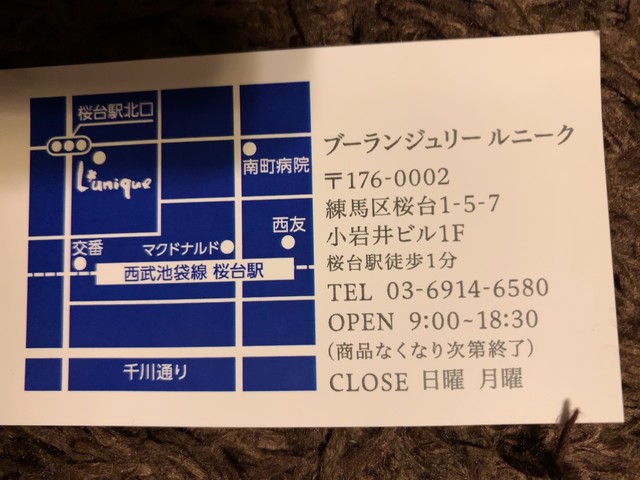 桜台駅北口
L'unique
南町病院
西友
交番
マクドナルド
西武池袋線 桜台駅
千川通り
ブーランジュリー ルニーク
〒176-0002
練馬区桜台1-5-7
小岩井ビル1F
桜台駅徒歩1分
TEL 03-6914-6580
OPEN 9:00~18:30
(商品なくなり次第終了)
CLOSE 日曜 月曜